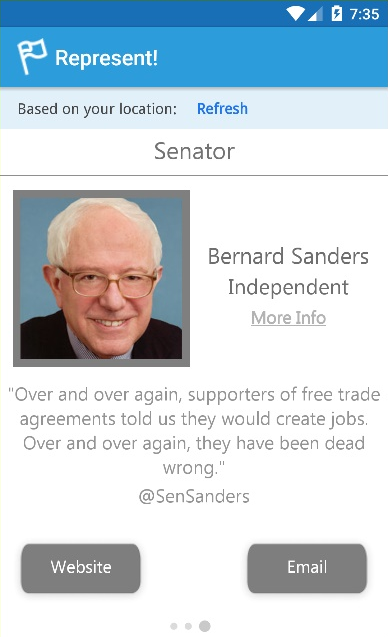 7:35
Represent!
Based on your location: Refresh
Senator
Bernard Sanders
Independent
More Info
"Over and over again, supporters of free trade
agreements told us they would create jobs.
Over and over again, they have been dead
wrong."
@SenSanders
Website Email